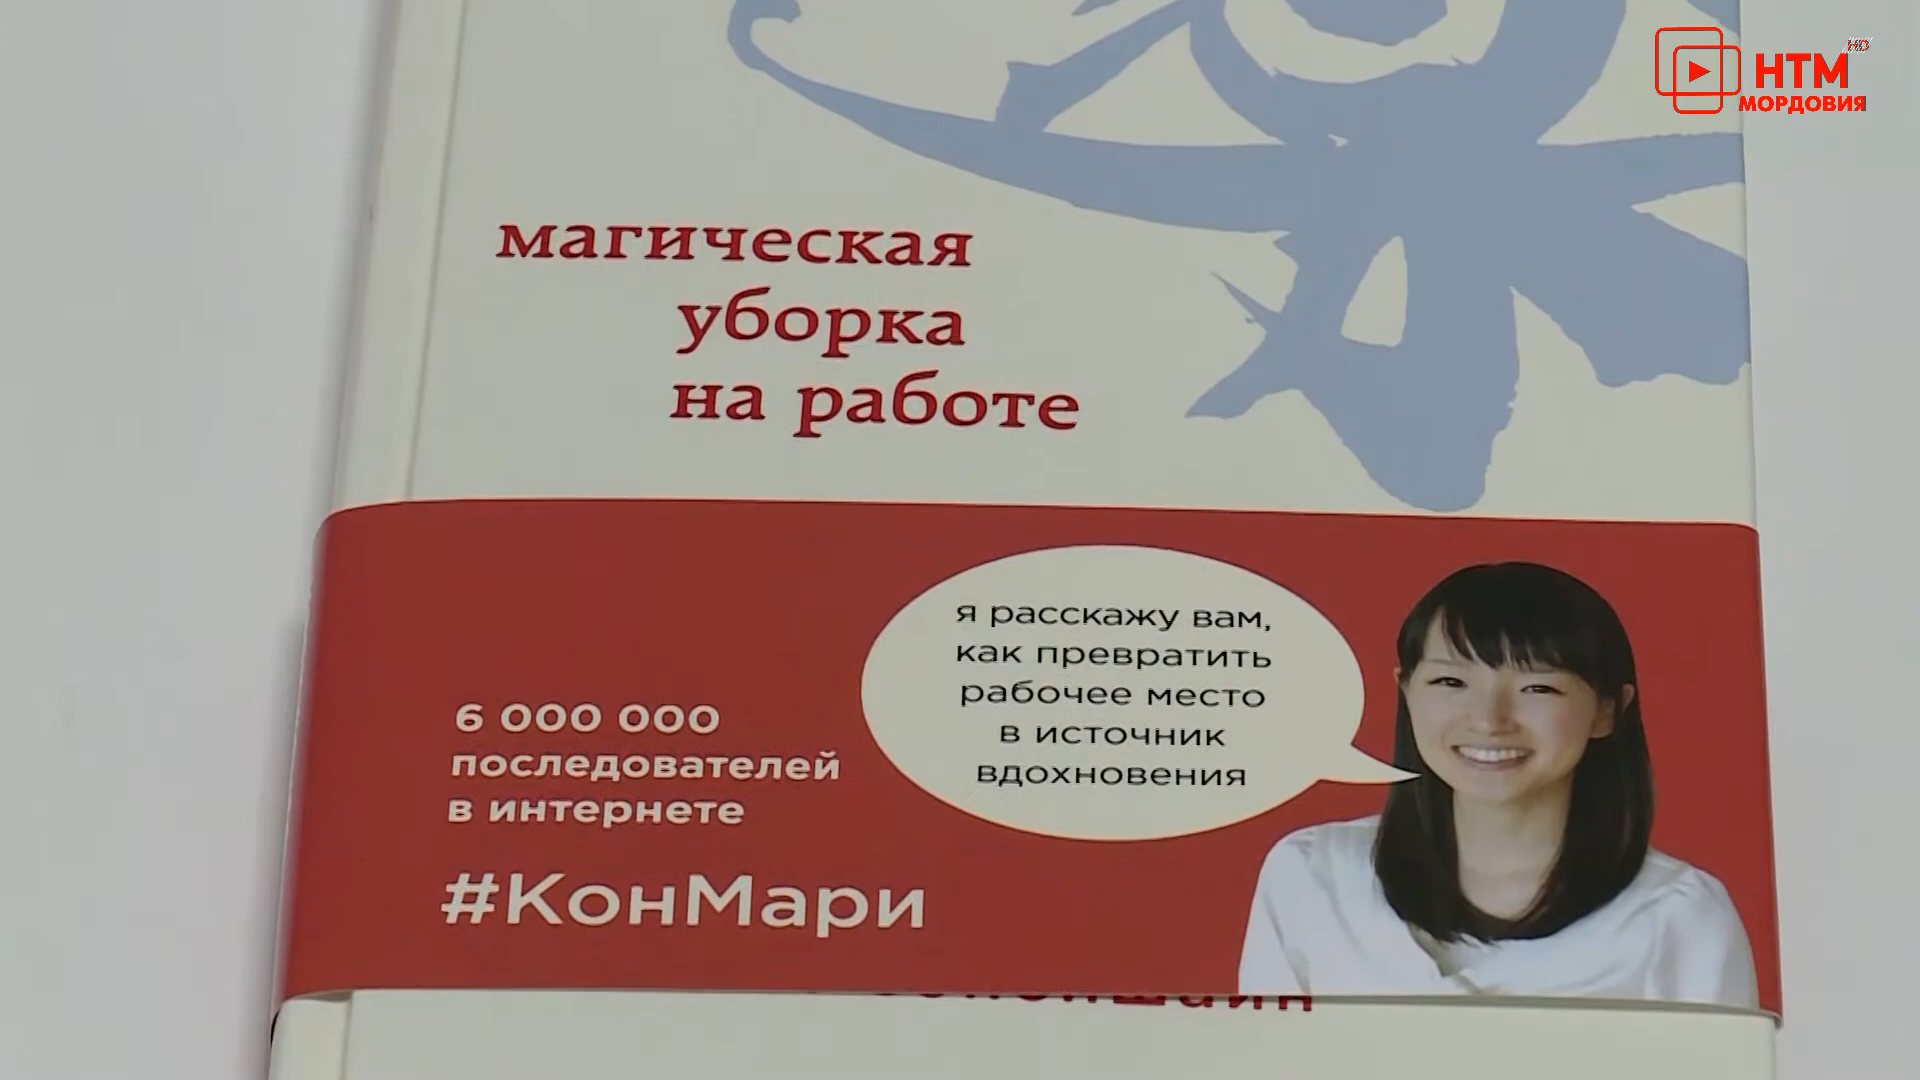 НТМ HD
МОРДОВИЯ
магическая
уборка
на работе
я расскажу вам,
как превратить
рабочее место
в источник
вдохновения
6 000 000
последователей
в интернете
#КонМари